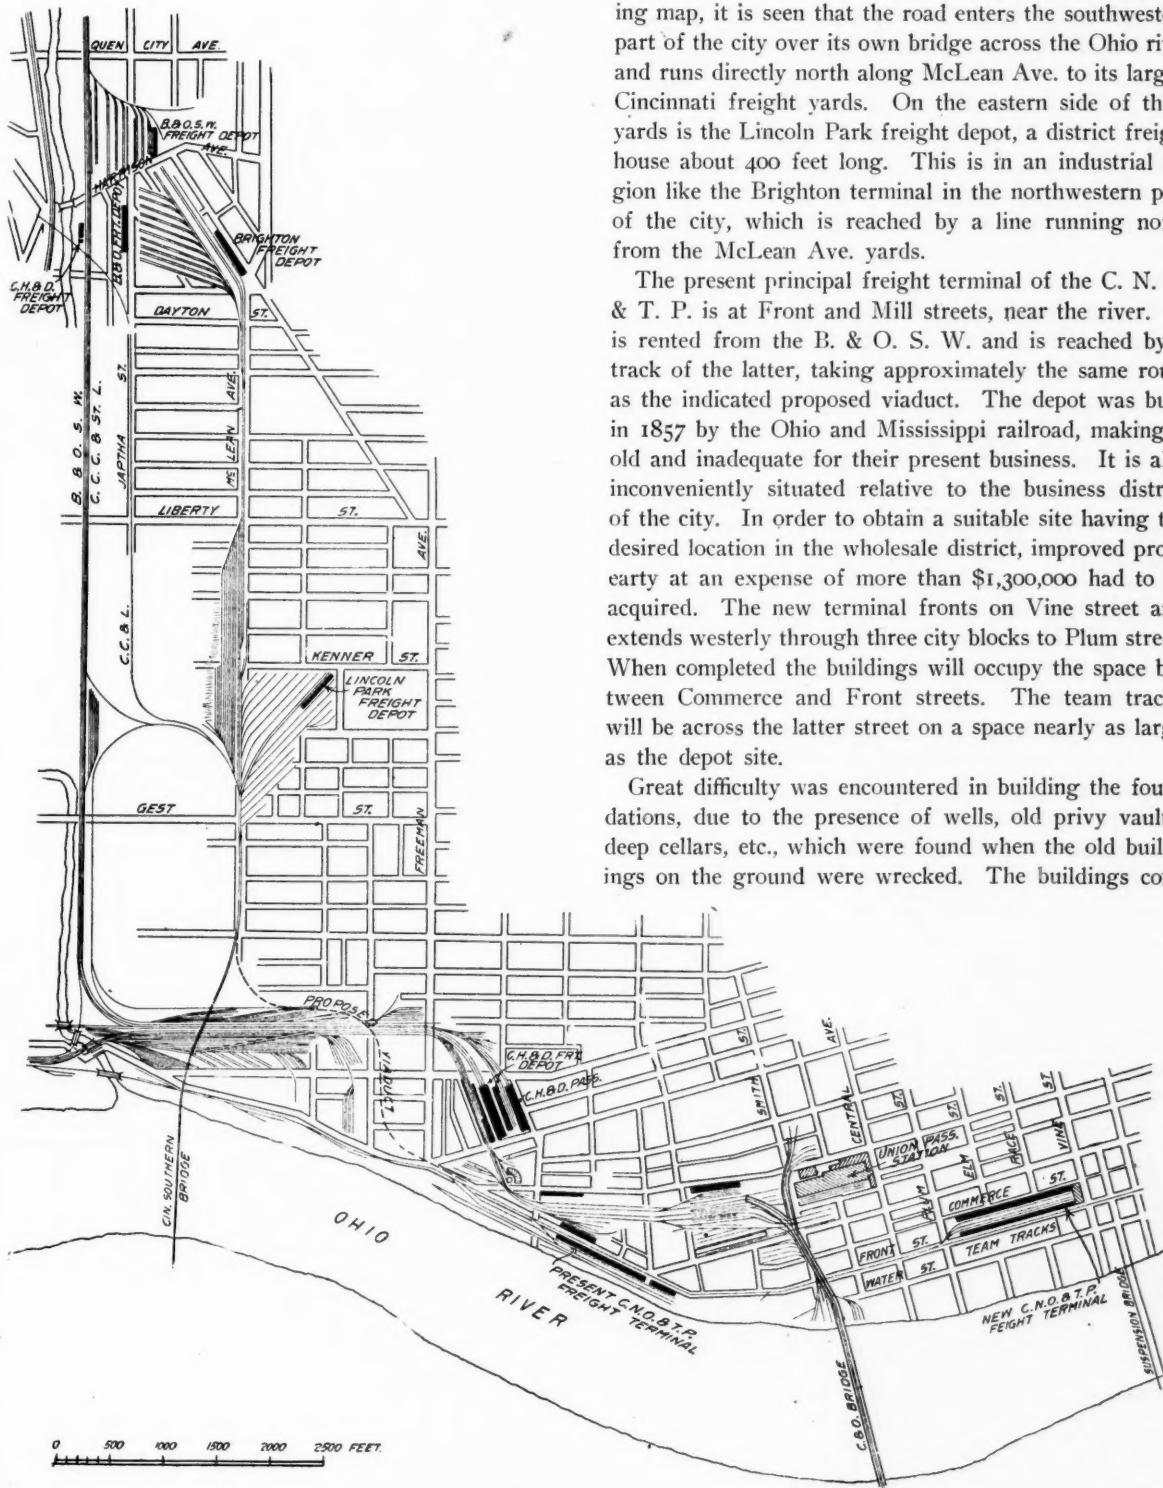 ing map, it is seen that the road enters the southwest
part of the city over its own bridge across the Ohio ri
and runs directly north along McLean Ave. to its larg
Cincinnati freight yards. On the eastern side of th
yards is the Lincoln Park freight depot, a district freig
house about 400 feet long. This is in an industrial
gion like the Brighton terminal in the northwestern p
of the city, which is reached by a line running no
from the McLean Ave. yards.
The present principal freight terminal of the C. N.
& T. P. is at Front and Mill streets, near the river.
is rented from the B. & O. S. W. and is reached by
track of the latter, taking approximately the same rou
as the indicated proposed viaduct. The depot was bu
in 1857 by the Ohio and Mississippi railroad, making
old and inadequate for their present business. It is a
inconveniently situated relative to the business distr
of the city. In order to obtain a suitable site having t
desired location in the wholesale district, improved pro
earty at an expense of more than $1,300,000 had to
acquired. The new terminal fronts on Vine street a
extends westerly through three city blocks to Plum stre
When completed the buildings will occupy the space b
tween Commerce and Front streets. The team trac
will be across the latter street on a space nearly as larg
as the depot site.
Great difficulty was encountered in building the fou
dations, due to the presence of wells, old privy vault
deep cellars, etc., which were found when the old buil
ings on the ground were wrecked. The buildings co
QUEN CITY AVE.
B.&O.S.W.
FREIGHT DEPOT
HARRISON AVE.
B.&O. FRT. DEPOT
BRIGHTON
FREIGHT
DEPOT
C.H.&D.
FREIGHT
DEPOT
DAYTON ST.
B. & O. S. W.
C. C. C. & ST. L.
JAPTHA ST.
McLEAN AVE.
LIBERTY ST.
C.C.&L.
FREEMAN AVE.
KENNER ST.
LINCOLN
PARK
FREIGHT
DEPOT
GEST ST.
PROPOSE
VIADUCT
C.H.&D. FRT.
DEPOT
C.H.&D. PASS.
CIN. SOUTHERN
BRIDGE
SMITH ST.
CENTRAL AVE.
UNION PASS.
STATION
PLUM ST.
ELM ST.
RACE ST.
VINE ST.
COMMERCE ST.
FRONT ST.
TEAM TRACKS
WATER ST.
OHIO
RIVER
PRESENT C.N.O.&T.P.
FREIGHT TERMINAL
NEW C.N.O.&T.P.
FEIGHT TERMINAL
C.&O. BRIDGE
SUSPENSION BRIDGE
0 500 1000 1500 2000 2500 FEET.